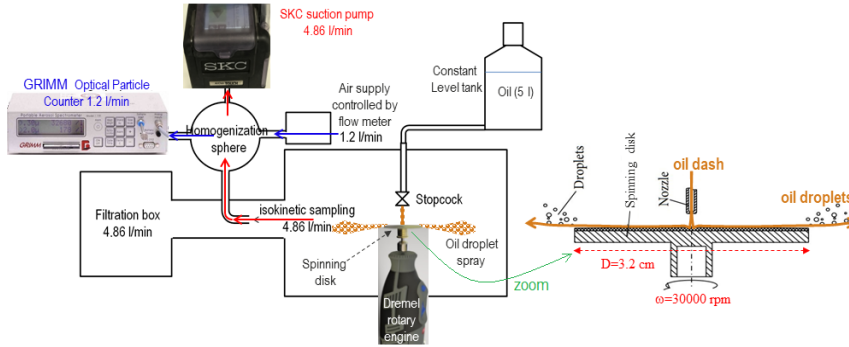 SKC suction pump
4.86 l/min
SKC
GRIMM Optical Particle
Counter 1.2 l/min
GRIMM
Homogenization
sphere
Air supply
controlled by
flow meter
1.2 l/min
Constant
Level tank
Oil (5 l)
Stopcock
Filtration box
4.86 l/min
isokinetic sampling
4.86 l/min
Spinning
disk
Oil droplet
spray
Dremel
rotary
engine
zoom
Droplets
Spinning disk
Nozzle
oil dash
oil droplets
D=3.2 cm
ω=30000 rpm